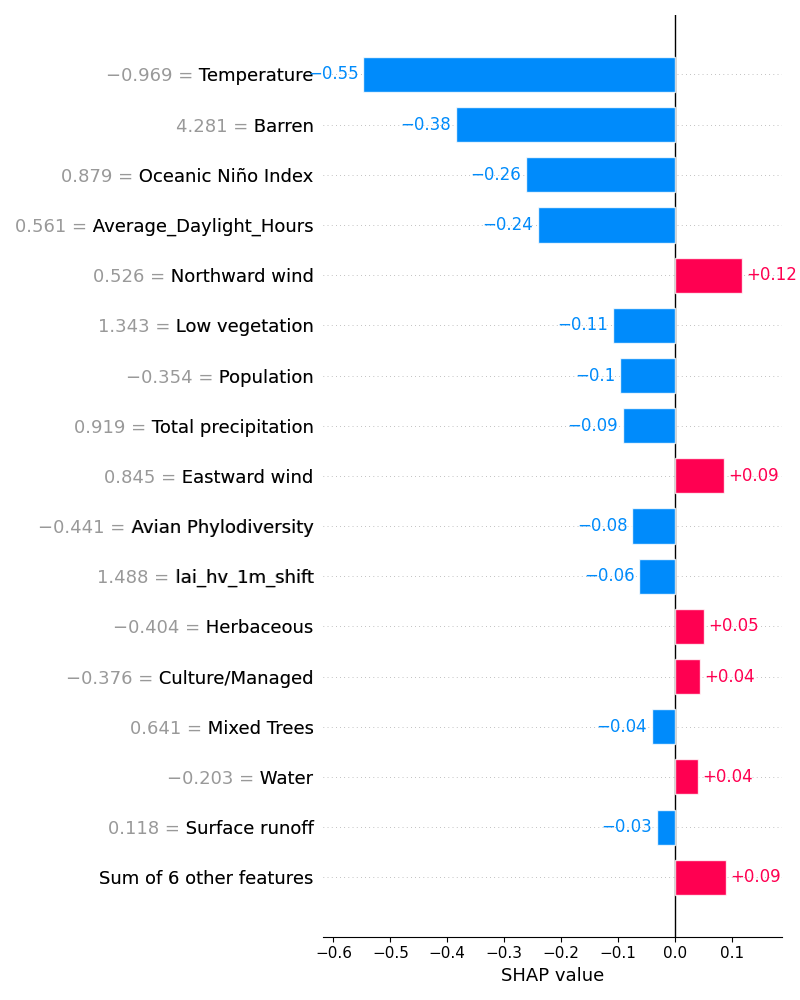 −0.969 = Temperature −0.55
4.281 = Barren −0.38
0.879 = Oceanic Niño Index −0.26
0.561 = Average_Daylight_Hours −0.24
0.526 = Northward wind +0.12
1.343 = Low vegetation −0.11
−0.354 = Population −0.1
0.919 = Total precipitation −0.09
0.845 = Eastward wind +0.09
−0.441 = Avian Phylodiversity −0.08
1.488 = lai_hv_1m_shift −0.06
−0.404 = Herbaceous +0.05
−0.376 = Culture/Managed +0.04
0.641 = Mixed Trees −0.04
−0.203 = Water +0.04
0.118 = Surface runoff −0.03
Sum of 6 other features +0.09
−0.6 −0.5 −0.4 −0.3 −0.2 −0.1 0.0 0.1
SHAP value